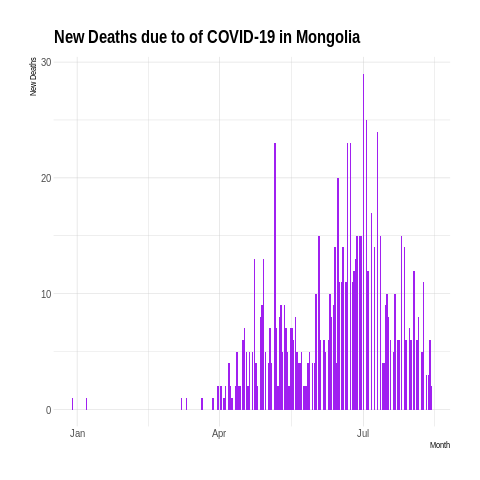 New Deaths due to of COVID-19 in Mongolia
New Deaths
30
20
10
0
Jan
Apr
Jul
Month